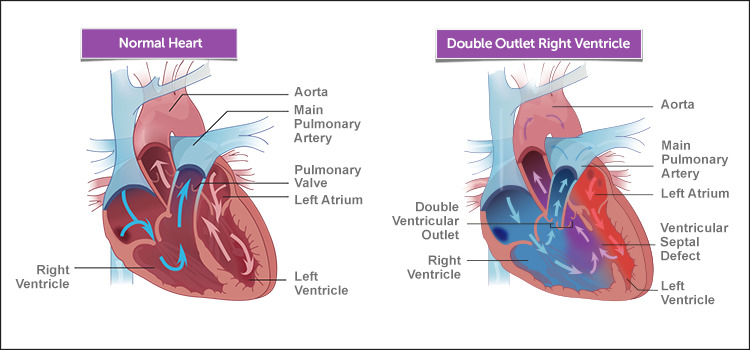 Normal Heart
Aorta
Main
Pulmonary
Artery
Pulmonary
Valve
Left Atrium
Right
Ventricle
Left
Ventricle
Double Outlet Right Ventricle
Aorta
Main
Pulmonary
Artery
Left Atrium
Double
Ventricular
Outlet
Ventricular
Septal
Defect
Right
Ventricle
Left
Ventricle